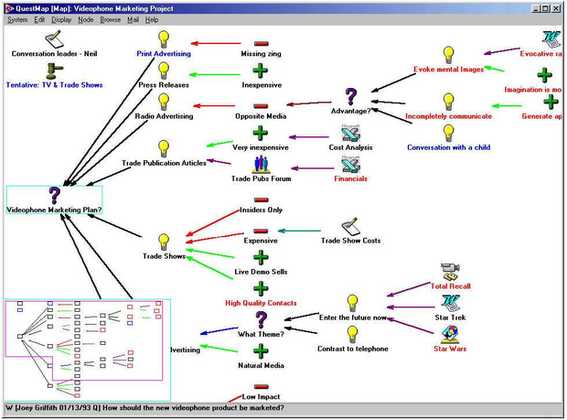 QuestMap [Map]: Videophone Marketing Project
System Edit Display Node Browse Mail Help
Conversation leader - Neil
Print Advertising
Missing zing
Evocative ra
Tentative: TV & Trade Shows
Press Releases
Inexpensive
Evoke mental Images
Imagination is mo
Radio Advertising
Opposite Media
Advantage?
Incompletely communicate
Generate ap
Trade Publication Articles
Very inexpensive
Cost Analysis
Conversation with a child
Trade Pubs Forum
Financials
Videophone Marketing Plan?
Insiders Only
Trade Shows
Expensive
Trade Show Costs
Live Demo Sells
High Quality Contacts
Total Recall
Enter the future now
Star Trek
What Theme?
vertising
Contrast to telephone
Star Wars
Natural Media
Low Impact
W [Joey Griffith 01/13/93 Q] How should the new videophone product be marketed?